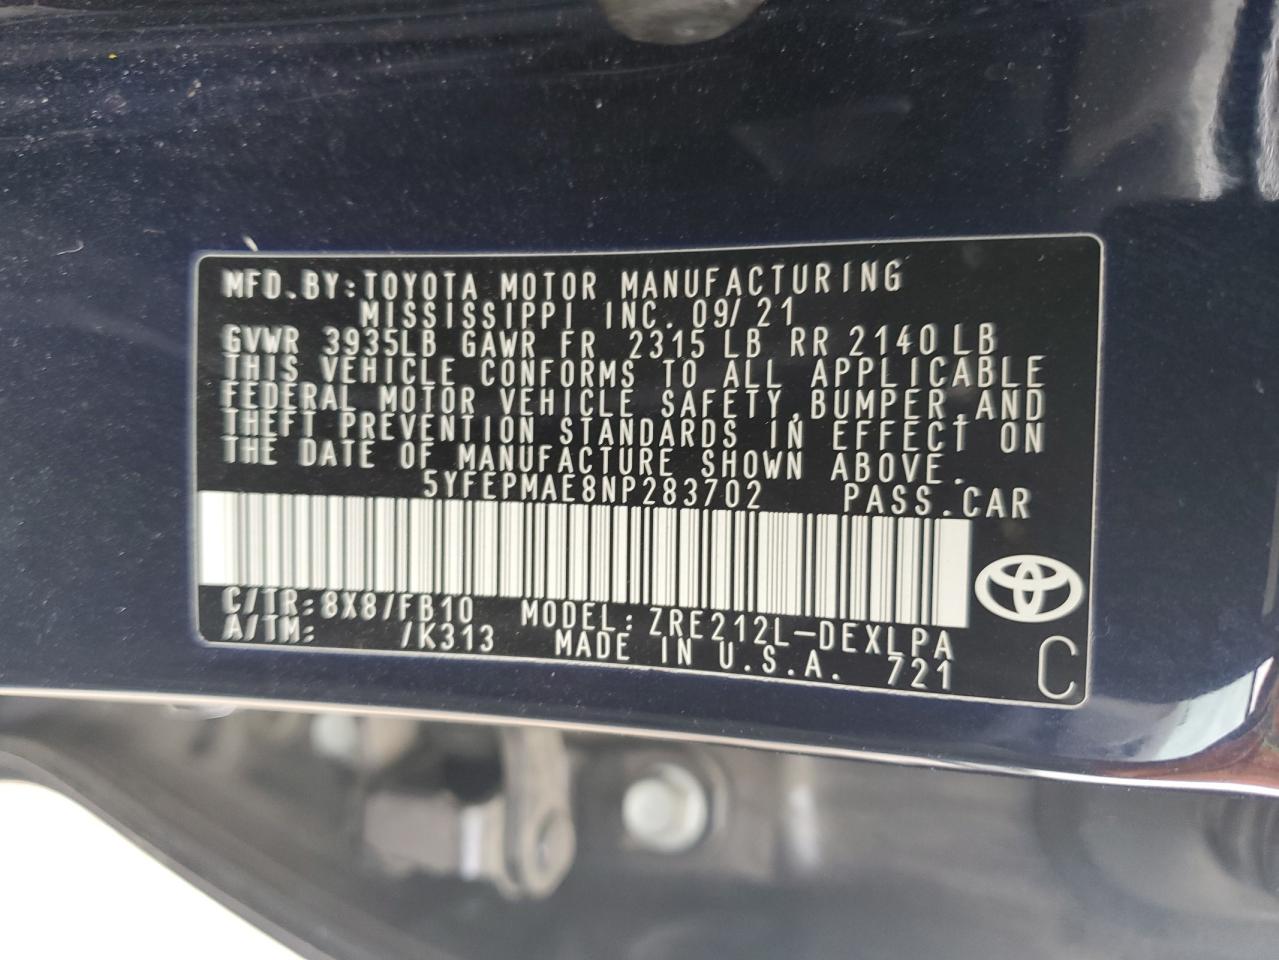 MFD.BY:TOYOTA MOTOR MANUFACTURING
MISSISSIPPI INC. 09/21
GVWR 3935LB GAWR FR 2315 LB RR 2140 LB
THIS VEHICLE CONFORMS TO ALL APPLICABLE
FEDERAL MOTOR VEHICLE SAFETY,BUMPER,AND
THEFT PREVENTION STANDARDS IN EFFECT ON
THE DATE OF MANUFACTURE SHOWN ABOVE.
5YFEPMAE8NP283702 PASS.CAR
C/TR:8X8/FB10 MODEL:ZRE212L-DEXLPA
A/TM: /K313 MADE IN U.S.A. 721 C